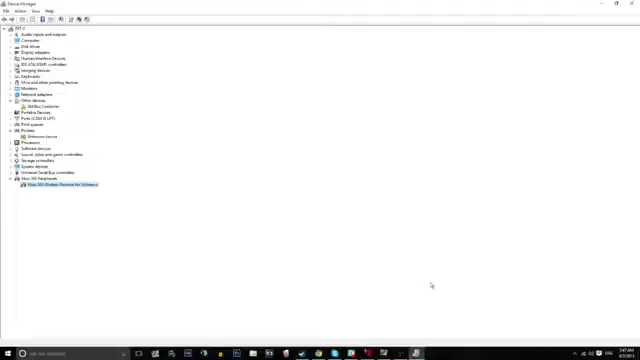 Device Manager
File Action View Help
Audio inputs and outputs
Computer
Disk drives
Display adapters
Human Interface Devices
IDE ATA/ATAPI controllers
Imaging devices
Keyboards
Mice and other pointing devices
Monitors
Network adapters
Other devices
SM Bus Controller
Portable Devices
Ports (COM & LPT)
Print queues
Printers
Unknown device
Processors
Software devices
Sound, video and game controllers
Storage controllers
System devices
Universal Serial Bus controllers
Xbox 360 Peripherals
Xbox 360 Wireless Receiver for Windows